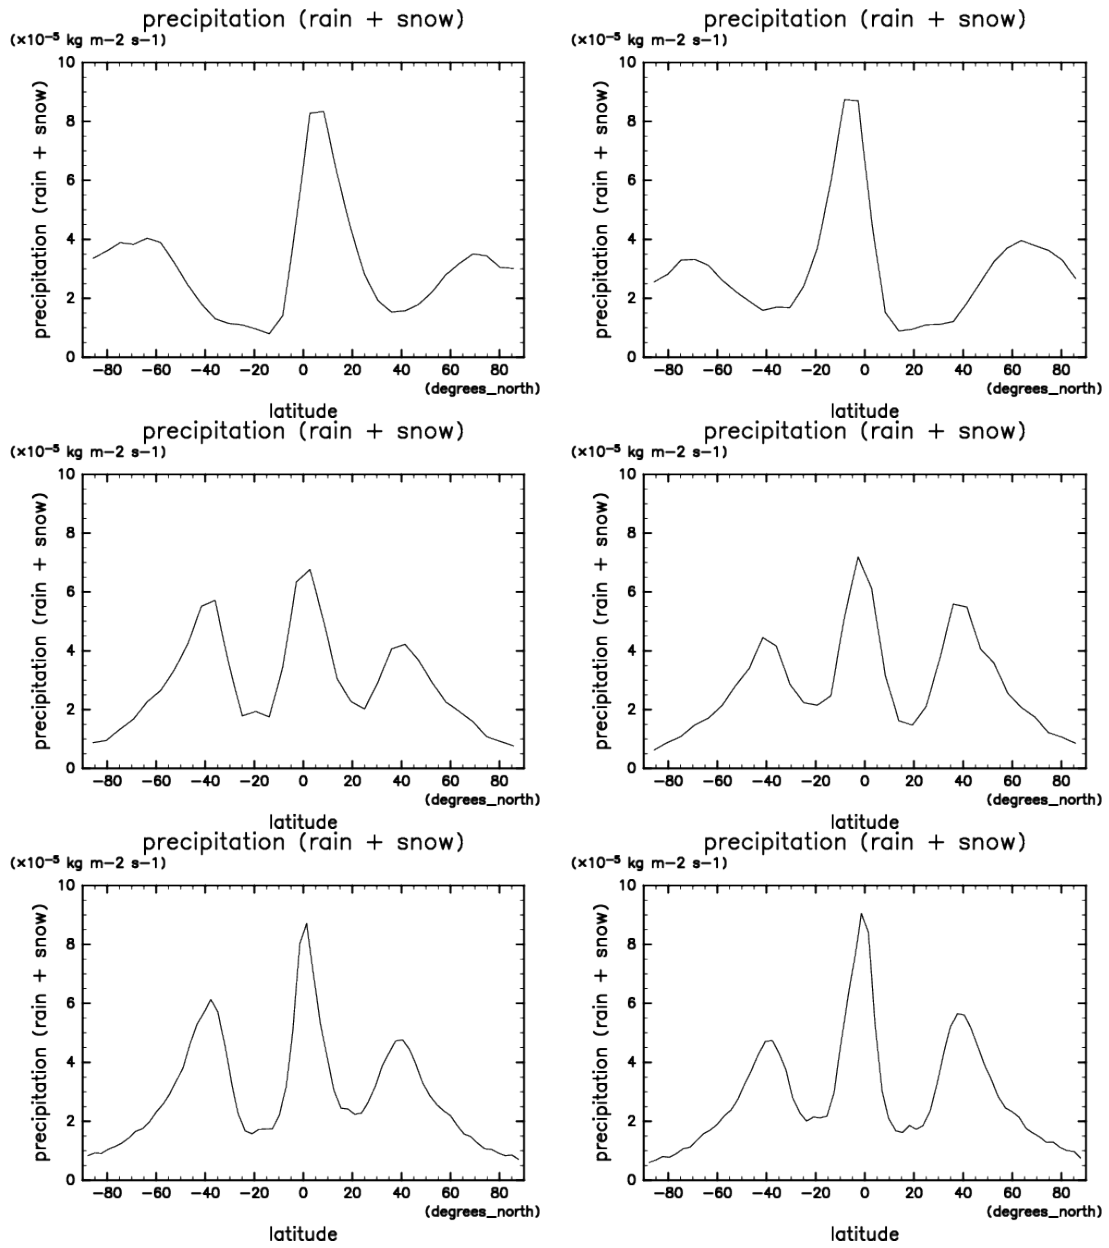 precipitation (rain + snow)
(×10⁻⁵ kg m−2 s−1)
precipitation (rain + snow)
10
8
6
4
2
0
−80 −60 −40 −20 0 20 40 60 80
(degrees_north)
latitude
precipitation (rain + snow)
(×10⁻⁵ kg m−2 s−1)
precipitation (rain + snow)
10
8
6
4
2
0
−80 −60 −40 −20 0 20 40 60 80
(degrees_north)
latitude
precipitation (rain + snow)
(×10⁻⁵ kg m−2 s−1)
precipitation (rain + snow)
10
8
6
4
2
0
−80 −60 −40 −20 0 20 40 60 80
(degrees_north)
latitude
precipitation (rain + snow)
(×10⁻⁵ kg m−2 s−1)
precipitation (rain + snow)
10
8
6
4
2
0
−80 −60 −40 −20 0 20 40 60 80
(degrees_north)
latitude
precipitation (rain + snow)
(×10⁻⁵ kg m−2 s−1)
precipitation (rain + snow)
10
8
6
4
2
0
−80 −60 −40 −20 0 20 40 60 80
(degrees_north)
latitude
precipitation (rain + snow)
(×10⁻⁵ kg m−2 s−1)
precipitation (rain + snow)
10
8
6
4
2
0
−80 −60 −40 −20 0 20 40 60 80
(degrees_north)
latitude